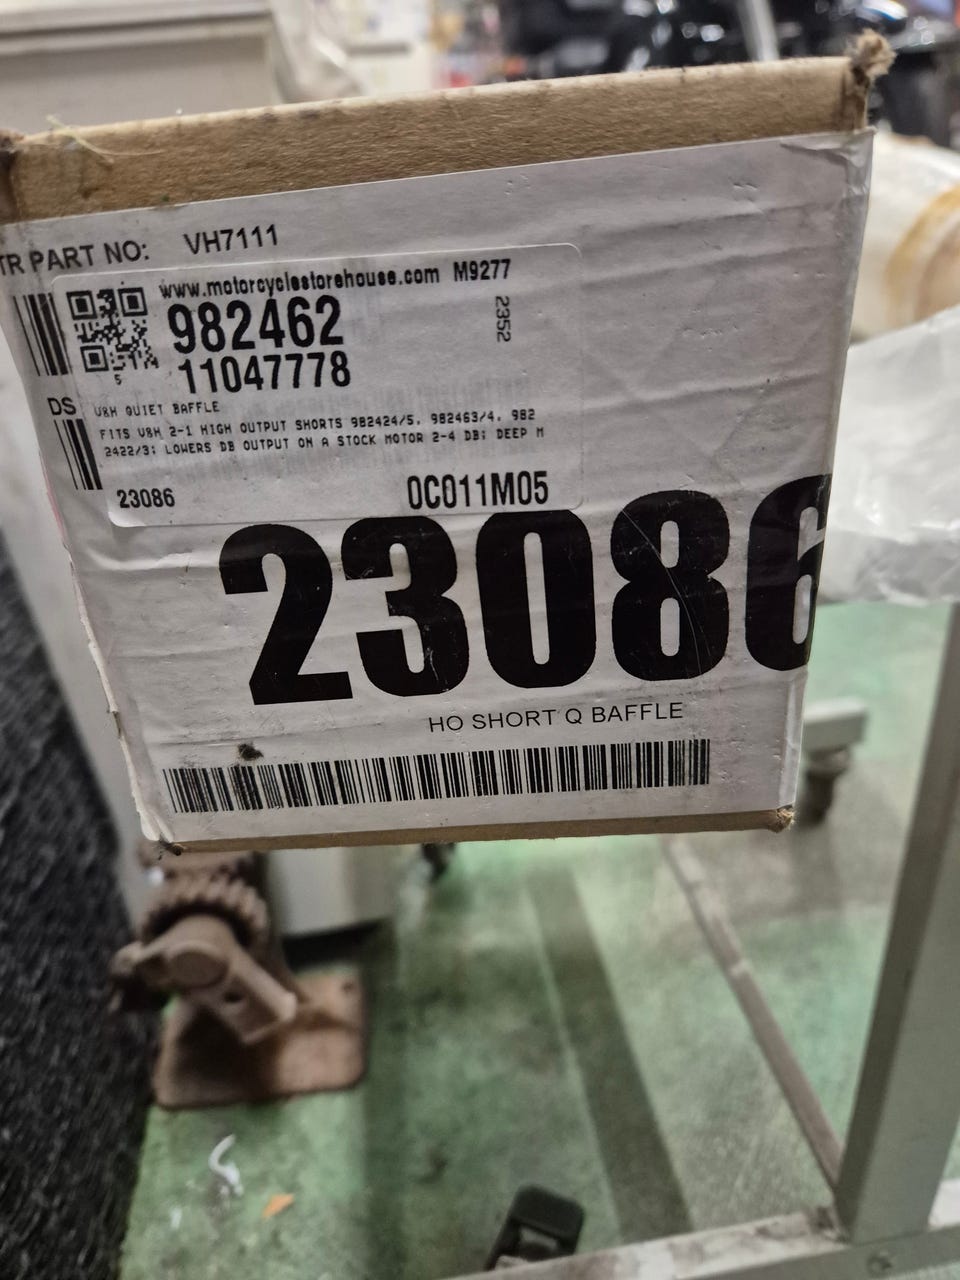 TR PART NO: VH7111
www.motorcyclestorehouse.com M9277
982462
2352
11047778
5
DS
V&H QUIET BAFFLE
FITS V&H 2-1 HIGH OUTPUT SHORTS 982424/5, 982463/4, 982
2422/3; LOWERS DB OUTPUT ON A STOCK MOTOR 2-4 DB; DEEP M
23086 0C011M05
23086
HO SHORT Q BAFFLE